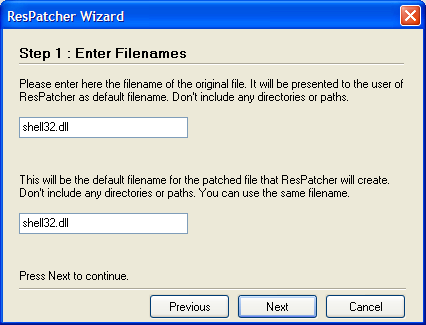 ResPatcher Wizard
Step 1 : Enter Filenames
Please enter here the filename of the original file. It will be presented to the user of
ResPatcher as default filename. Don't include any directories or paths.
shell32.dll
This will be the default filename for the patched file that ResPatcher will create.
Don't include any directories or paths. You can use the same filename.
shell32.dll
Press Next to continue.
Previous
Next
Cancel